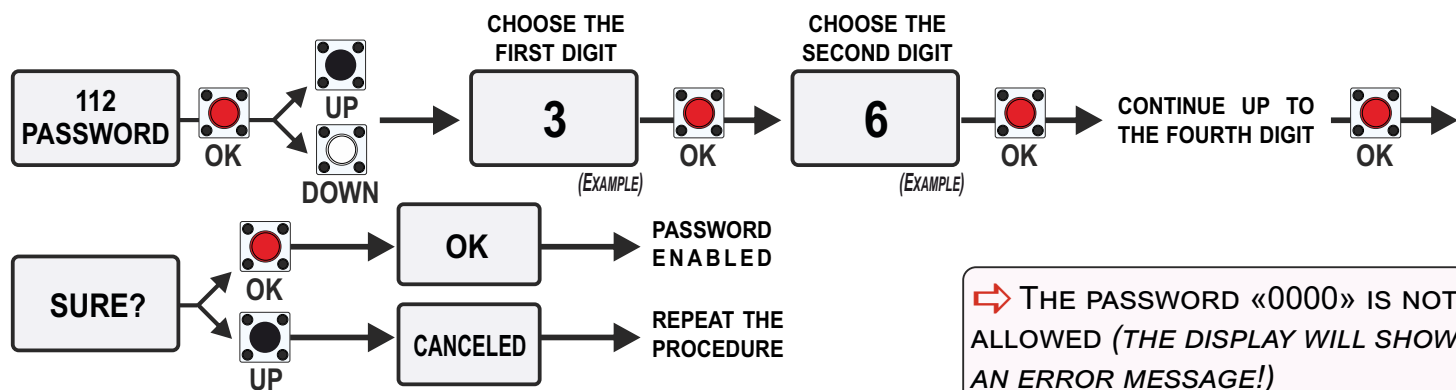 CHOOSE THE
FIRST DIGIT
CHOOSE THE
SECOND DIGIT
112
PASSWORD
OK
UP
DOWN
3
(EXAMPLE)
OK
6
(EXAMPLE)
OK
CONTINUE UP TO
THE FOURTH DIGIT
OK
SURE?
OK
UP
OK
PASSWORD
ENABLED
CANCELED
REPEAT THE
PROCEDURE
THE PASSWORD «0000» IS NOT
ALLOWED (THE DISPLAY WILL SHOW
AN ERROR MESSAGE!)